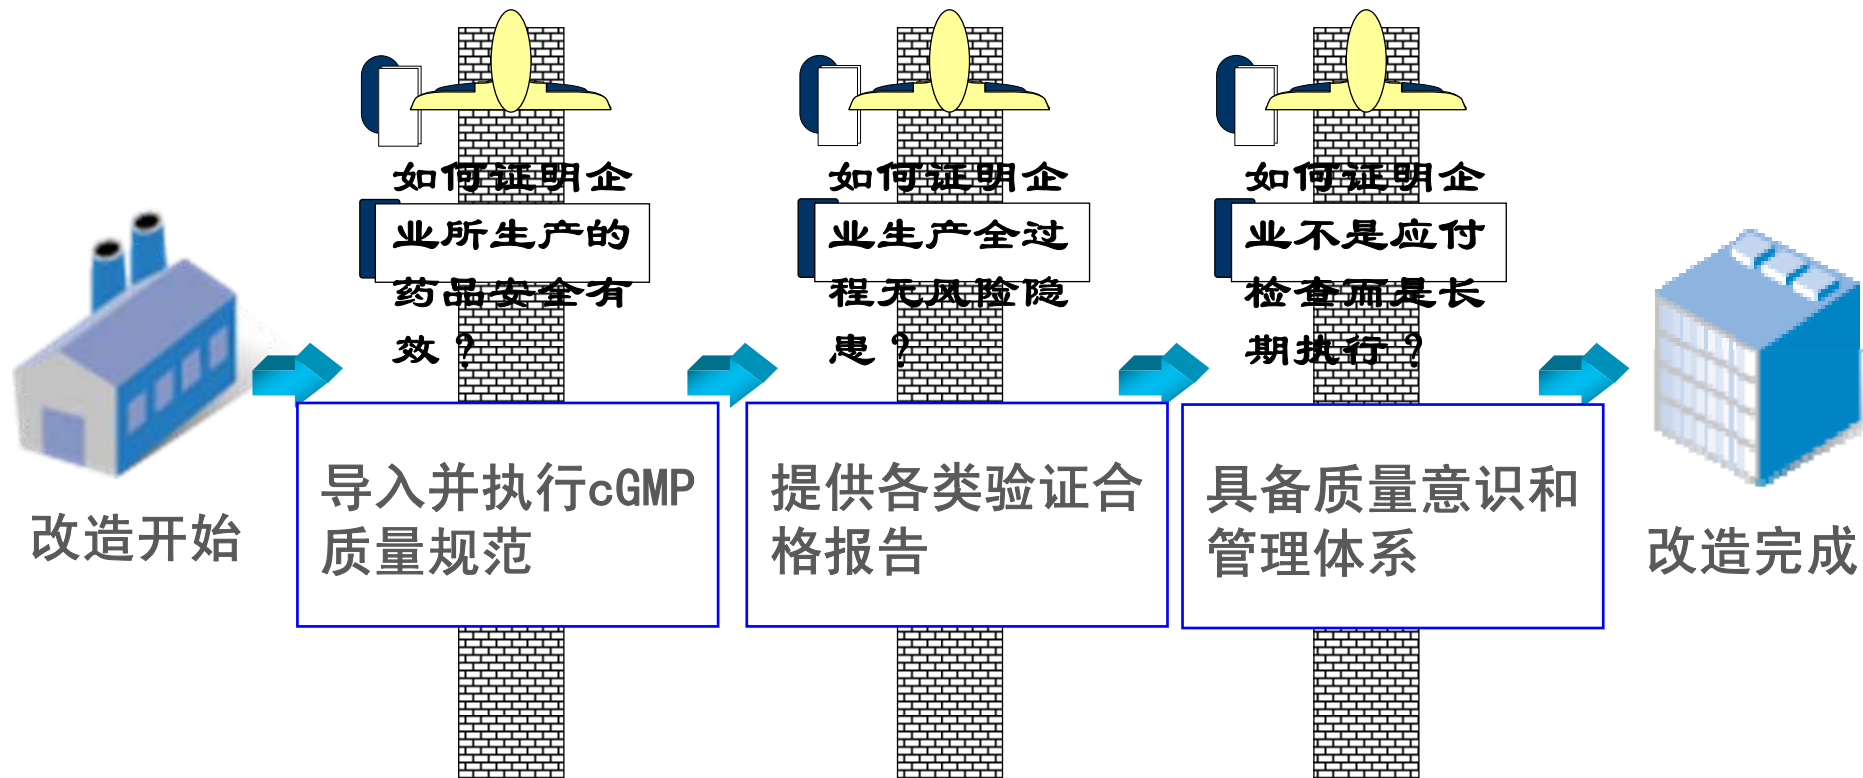 如何证明企
业所生产的
药品安全有
效？
如何证明企
业生产全过
程无风险隐
患？
如何证明企
业不是应付
检查而是长
期执行？
改造开始
导入并执行cGMP
质量规范
提供各类验证合
格报告
具备质量意识和
管理体系
改造完成